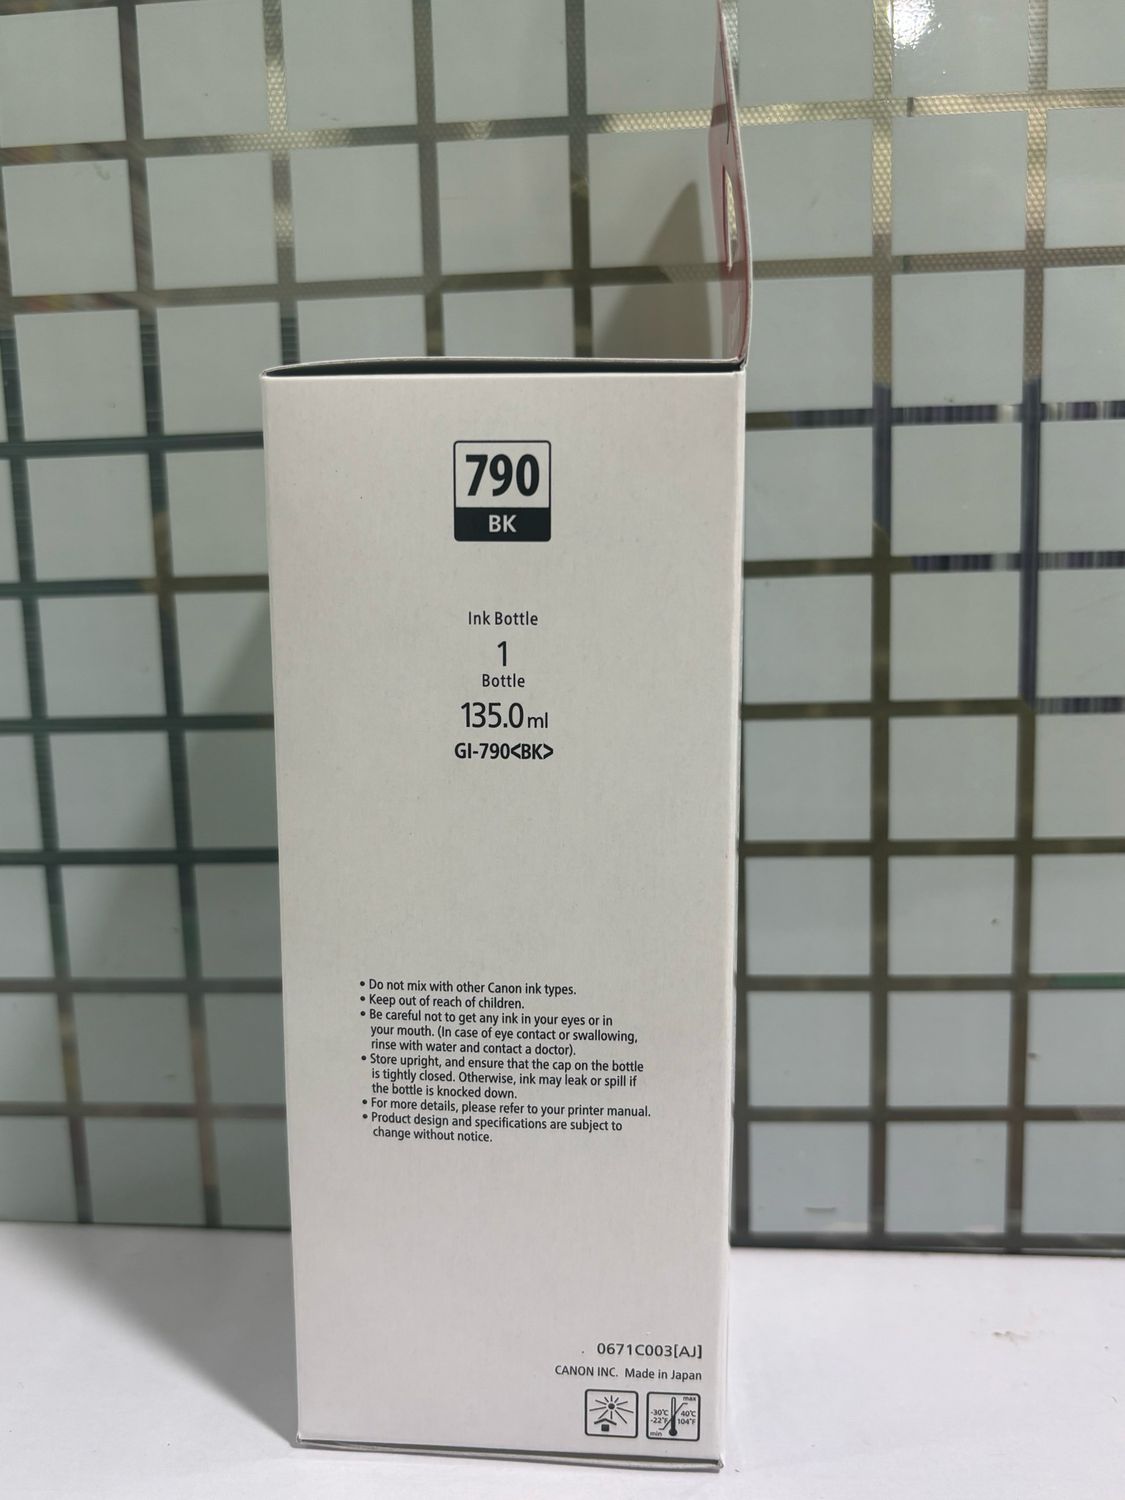 790
BK
Ink Bottle
1
Bottle
135.0 ml
GI-790<BK>
• Do not mix with other Canon ink types.
• Keep out of reach of children.
• Be careful not to get any ink in your eyes or in
your mouth. (In case of eye contact or swallowing,
rinse with water and contact a doctor).
• Store upright, and ensure that the cap on the bottle
is tightly closed. Otherwise, ink may leak or spill if
the bottle is knocked down.
• For more details, please refer to your printer manual.
• Product design and specifications are subject to
change without notice.
0671C003[AJ]
CANON INC. Made in Japan
max
-30°C 40°C
-22°F 104°F
min